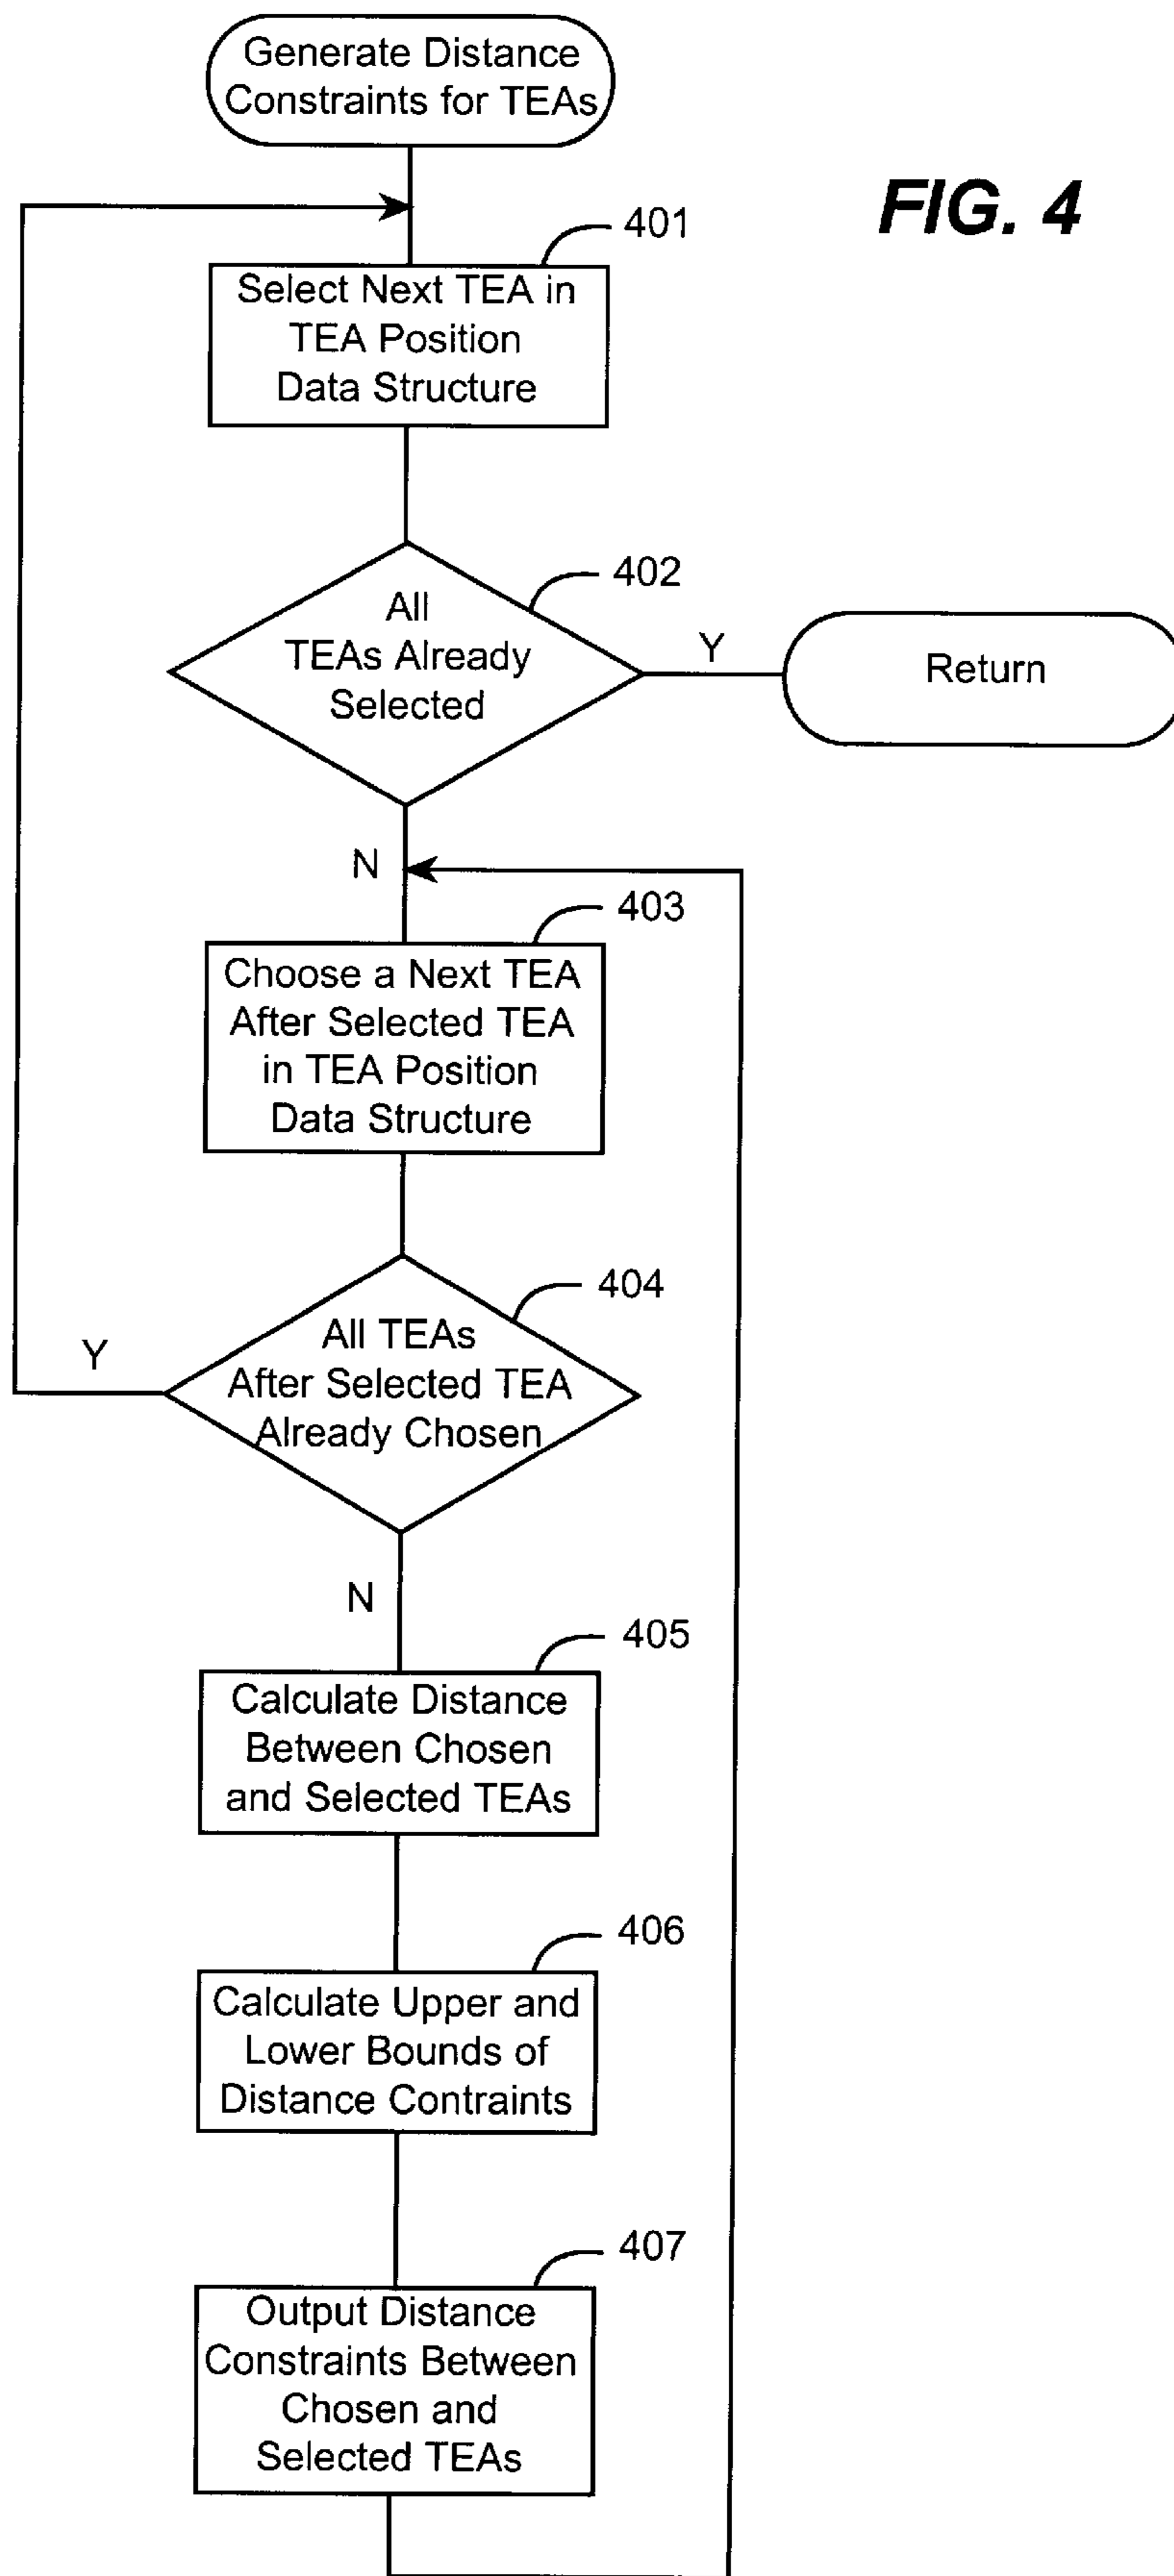 Generate Distance
Constraints for TEAs
FIG. 4
401
Select Next TEA in
TEA Position
Data Structure
402
All
TEAs Already
Selected
Y
Return
N
403
Choose a Next TEA
After Selected TEA
in TEA Position
Data Structure
404
All TEAs
After Selected TEA
Already Chosen
Y
N
405
Calculate Distance
Between Chosen
and Selected TEAs
406
Calculate Upper and
Lower Bounds of
Distance Contraints
407
Output Distance
Constraints Between
Chosen and
Selected TEAs